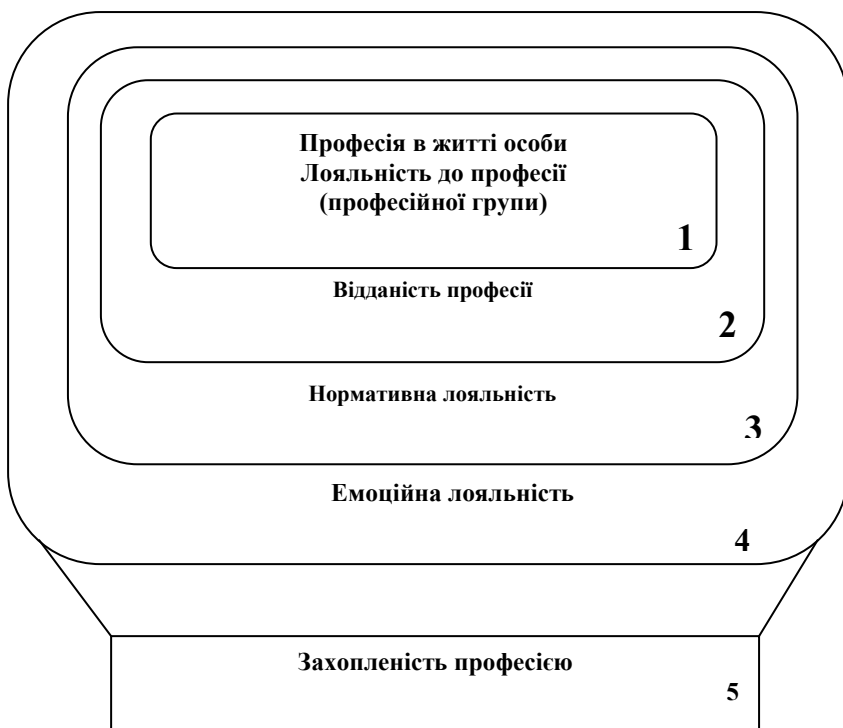 Професія в житті особи
Лояльність до професії
(професійної групи)
1
Відданість професії
2
Нормативна лояльність
3
Емоційна лояльність
4
Захопленість професією
5